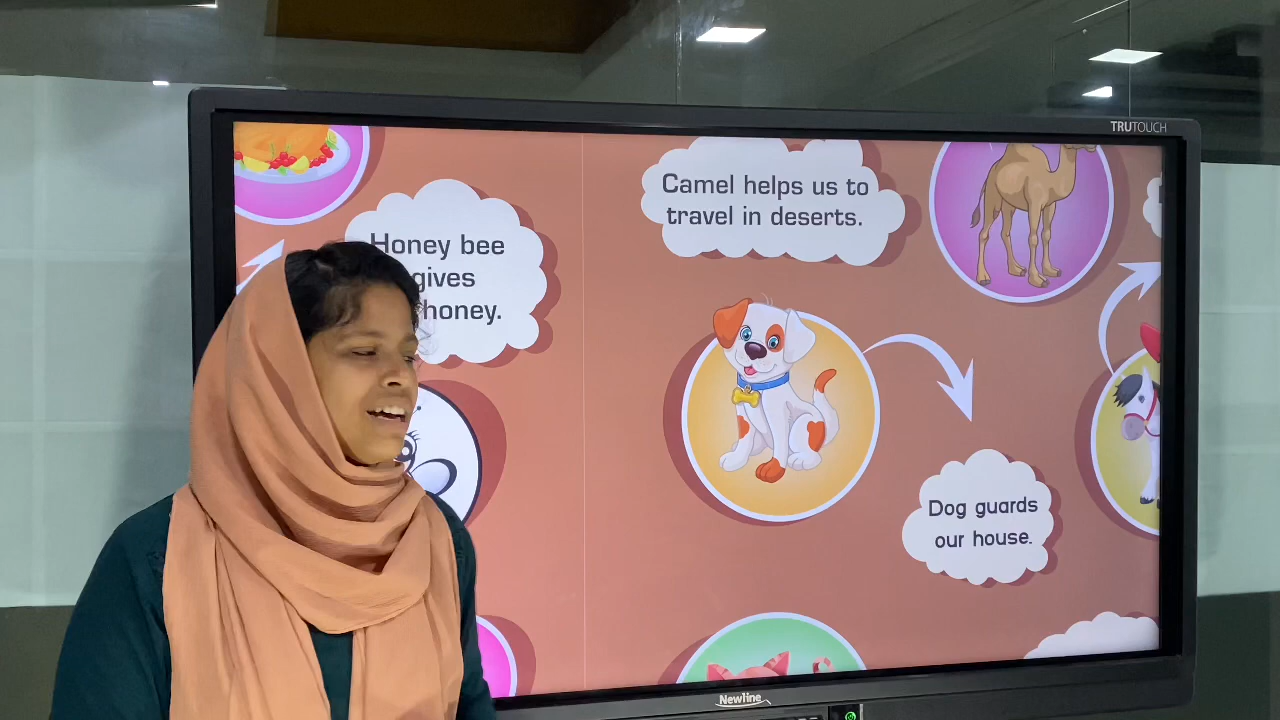 TRUTOUCH
Honey bee
gives
honey.
Camel helps us to
travel in deserts.
Dog guards
our house.
Newline